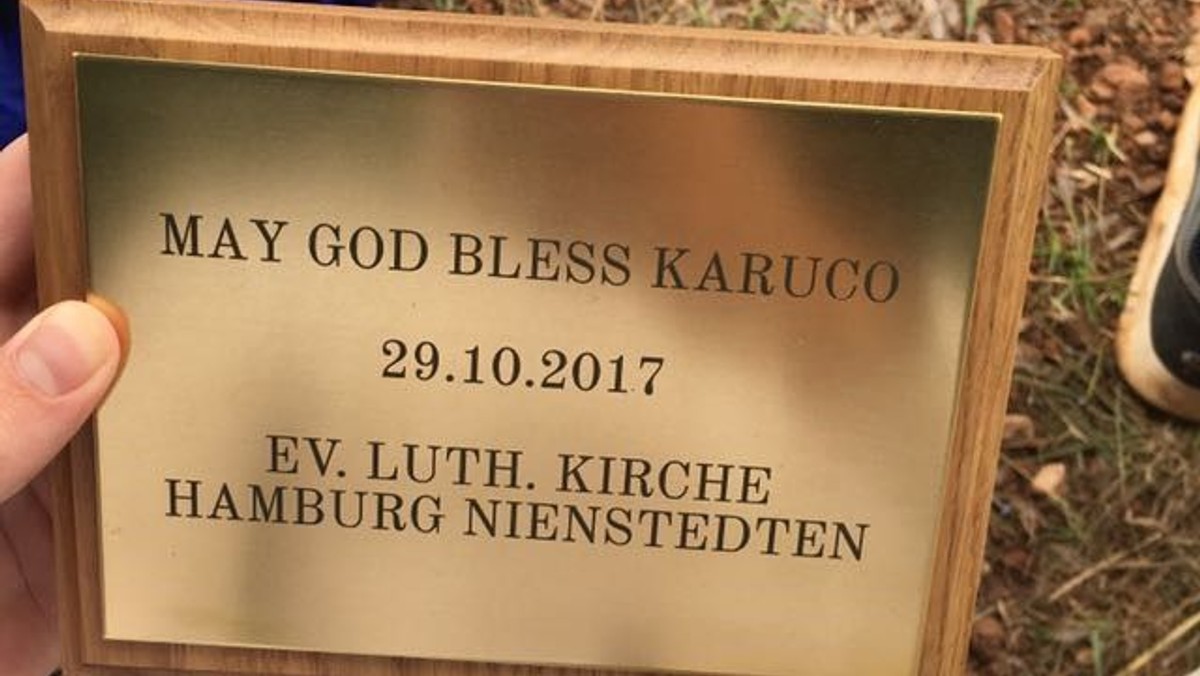 MAY GOD BLESS KARUCO
29.10.2017
EV. LUTH. KIRCHE
HAMBURG NIENSTEDTEN